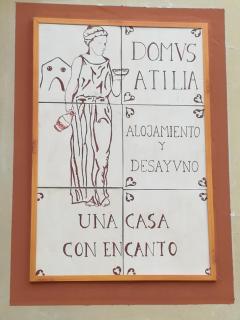 DOMVS
ATILIA
ALOJAMIENTO
Y
DESAYVNO
UNA CASA
CON ENCANTO